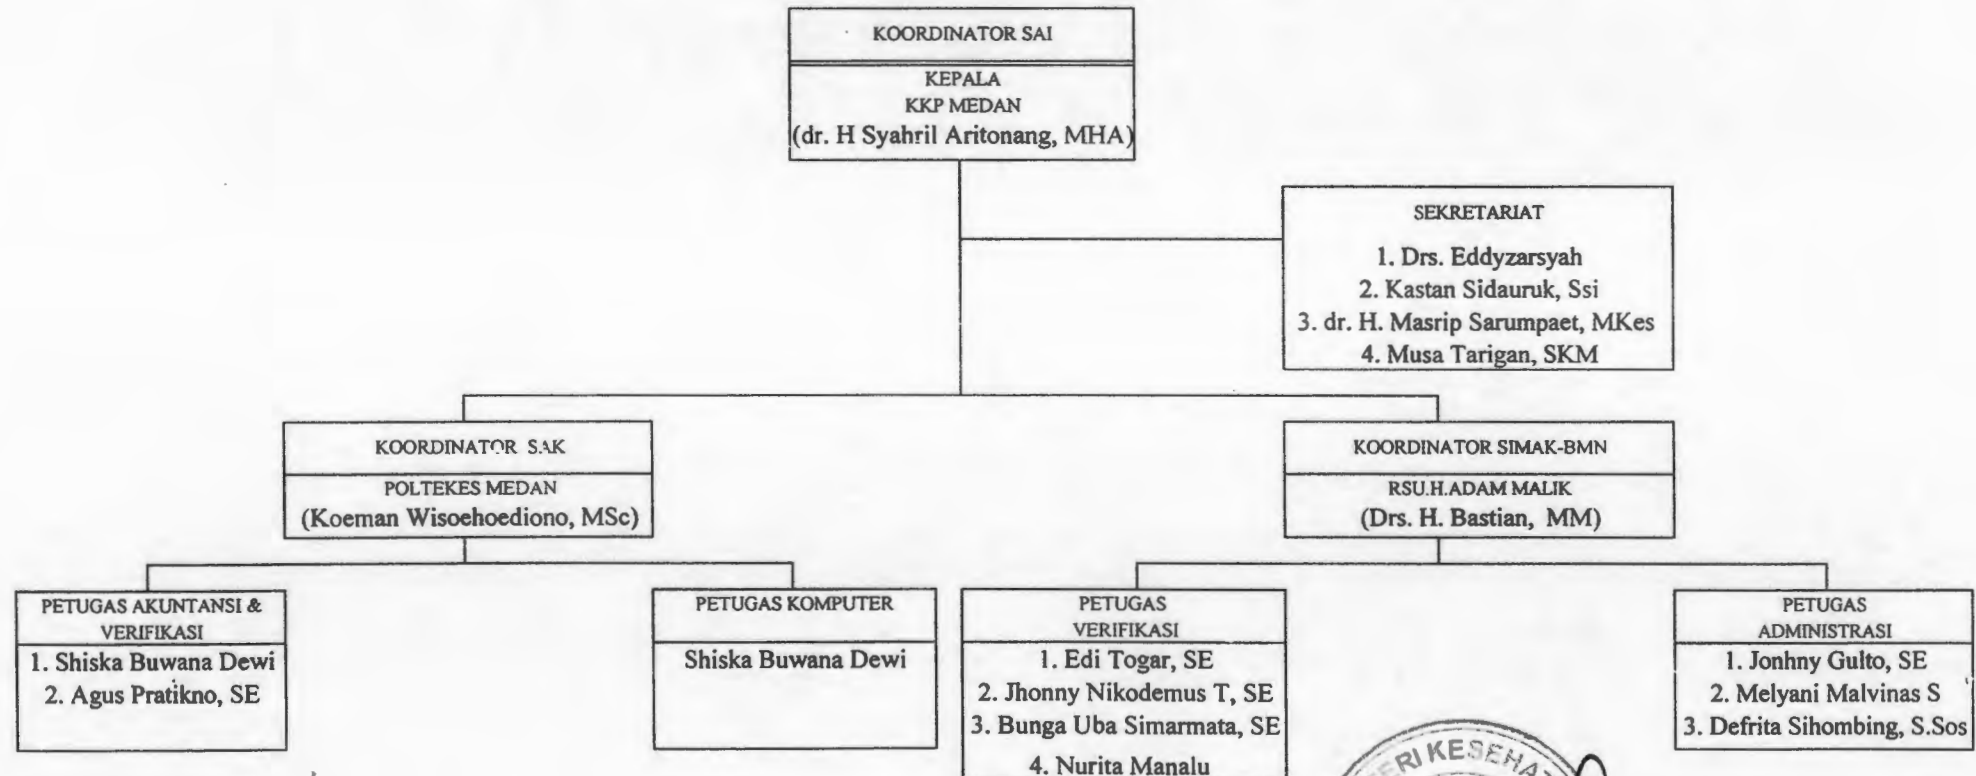 KOORDINATOR SAI
KEPALA
KKP MEDAN
(dr. H Syahril Aritonang, MHA)
SEKRETARIAT
1. Drs. Eddyzarsyah
2. Kastan Sidauruk, Ssi
3. dr. H. Masrip Sarumpaet, MKes
4. Musa Tarigan, SKM
KOORDINATOR SAK
POLTEKES MEDAN
(Koeman Wisoehoediono, MSc)
KOORDINATOR SIMAK-BMN
RSU.H.ADAM MALIK
(Drs. H. Bastian, MM)
PETUGAS AKUNTANSI &
VERIFIKASI
1. Shiska Buwana Dewi
2. Agus Pratikno, SE
PETUGAS KOMPUTER
Shiska Buwana Dewi
PETUGAS
VERIFIKASI
1. Edi Togar, SE
2. Jhonny Nikodemus T, SE
3. Bunga Uba Simarmata, SE
4. Nurita Manalu
PETUGAS
ADMINISTRASI
1. Jonhny Gulto, SE
2. Melyani Malvinas S
3. Defrita Sihombing, S.Sos